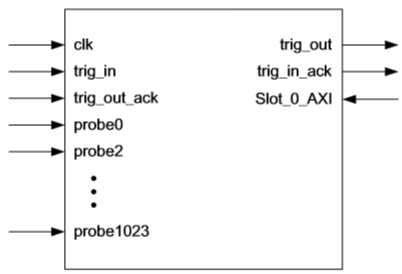 clk
trig_in
trig_out_ack
probe0
probe2
probe1023
trig_out
trig_in_ack
Slot_0_AXI